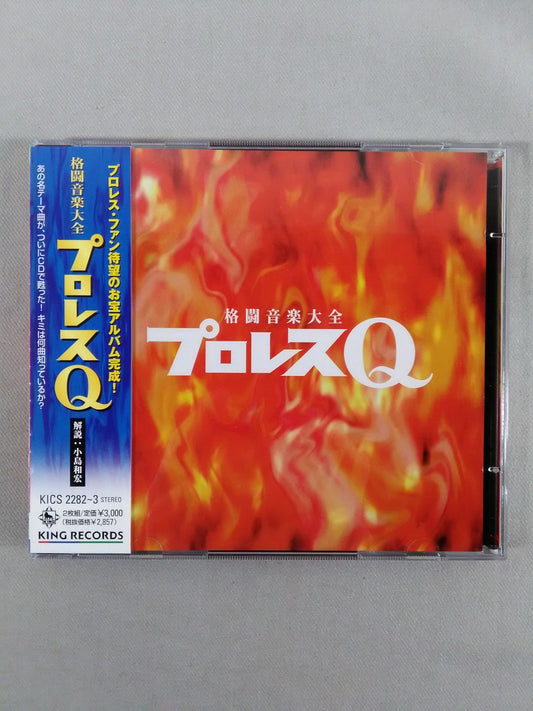 格闘音楽大全
プロレスQ
プロレス・ファン待望のお宝アルバム完成!
格闘音楽大全
プロレスQ
解説:小島和宏
あの名テーマ曲が、ついにCDで甦った!キミは何曲知っているか?
KICS 2282~3 STEREO
2枚組/定価¥3,000
(税抜価格¥2,857)
KING RECORDS